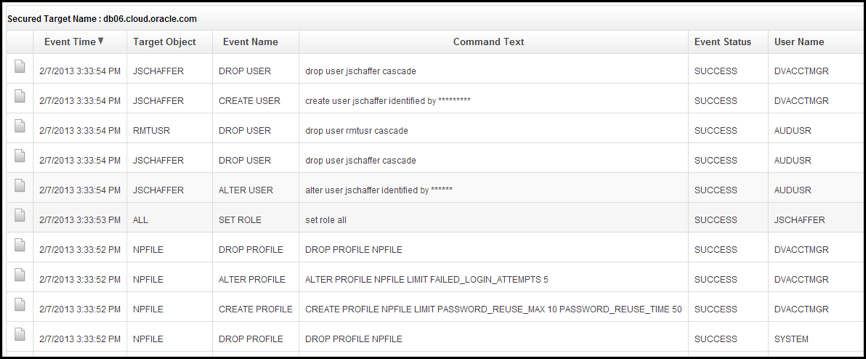 Secured Target Name : db06.cloud.oracle.com
Event Time Target Object Event Name Command Text Event Status User Name
2/7/2013 3:33:54 PM JSCHAFFER DROP USER drop user jschaffer cascade SUCCESS DVACCTMGR
2/7/2013 3:33:54 PM JSCHAFFER CREATE USER create user jschaffer identified by ********* SUCCESS DVACCTMGR
2/7/2013 3:33:54 PM RMTUSR DROP USER drop user rmtusr cascade SUCCESS AUDUSR
2/7/2013 3:33:54 PM JSCHAFFER DROP USER drop user jschaffer cascade SUCCESS AUDUSR
2/7/2013 3:33:54 PM JSCHAFFER ALTER USER alter user jschaffer identified by ****** SUCCESS AUDUSR
2/7/2013 3:33:53 PM ALL SET ROLE set role all SUCCESS JSCHAFFER
2/7/2013 3:33:52 PM NPFILE DROP PROFILE DROP PROFILE NPFILE SUCCESS DVACCTMGR
2/7/2013 3:33:52 PM NPFILE ALTER PROFILE ALTER PROFILE NPFILE LIMIT FAILED_LOGIN_ATTEMPTS 5 SUCCESS DVACCTMGR
2/7/2013 3:33:52 PM NPFILE CREATE PROFILE CREATE PROFILE NPFILE LIMIT PASSWORD_REUSE_MAX 10 PASSWORD_REUSE_TIME 50 SUCCESS DVACCTMGR
2/7/2013 3:33:52 PM NPFILE DROP PROFILE DROP PROFILE NPFILE SUCCESS SYSTEM